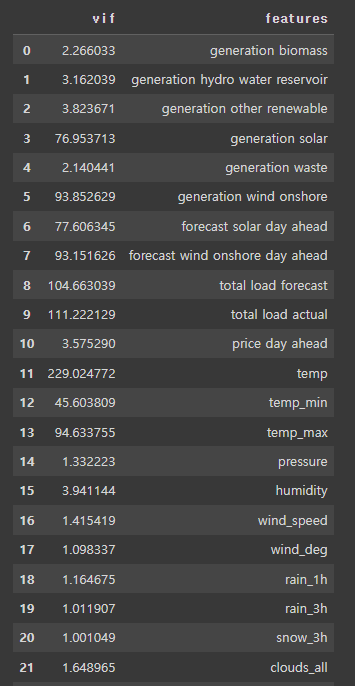 vif features
0 2.266033 generation biomass
1 3.162039 generation hydro water reservoir
2 3.823671 generation other renewable
3 76.953713 generation solar
4 2.140441 generation waste
5 93.852629 generation wind onshore
6 77.606345 forecast solar day ahead
7 93.151626 forecast wind onshore day ahead
8 104.663039 total load forecast
9 111.222129 total load actual
10 3.575290 price day ahead
11 229.024772 temp
12 45.603809 temp_min
13 94.633755 temp_max
14 1.332223 pressure
15 3.941144 humidity
16 1.415419 wind_speed
17 1.098337 wind_deg
18 1.164675 rain_1h
19 1.011907 rain_3h
20 1.001049 snow_3h
21 1.648965 clouds_all